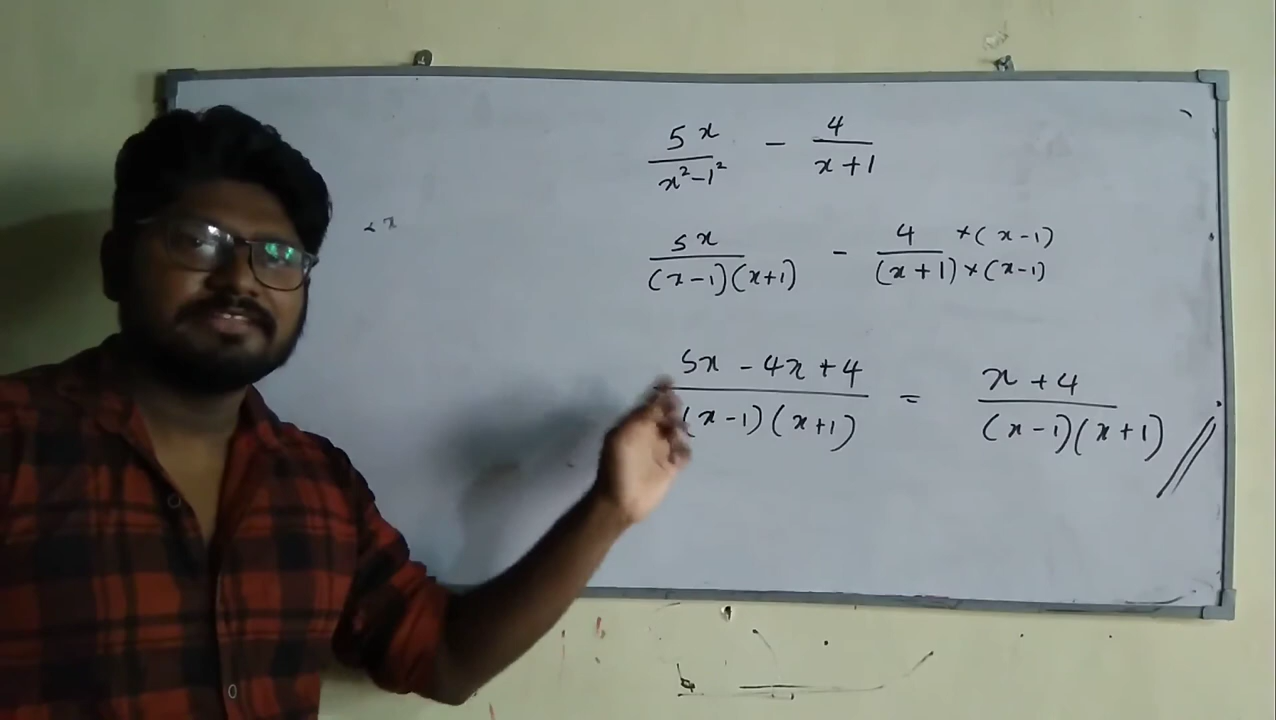 5x / x² - 1² - 4 / x + 1
5x / (x - 1)(x + 1) - 4 × (x - 1) / (x + 1) × (x - 1)
5x - 4x + 4 / (x - 1)(x + 1) = x + 4 / (x - 1)(x + 1) //